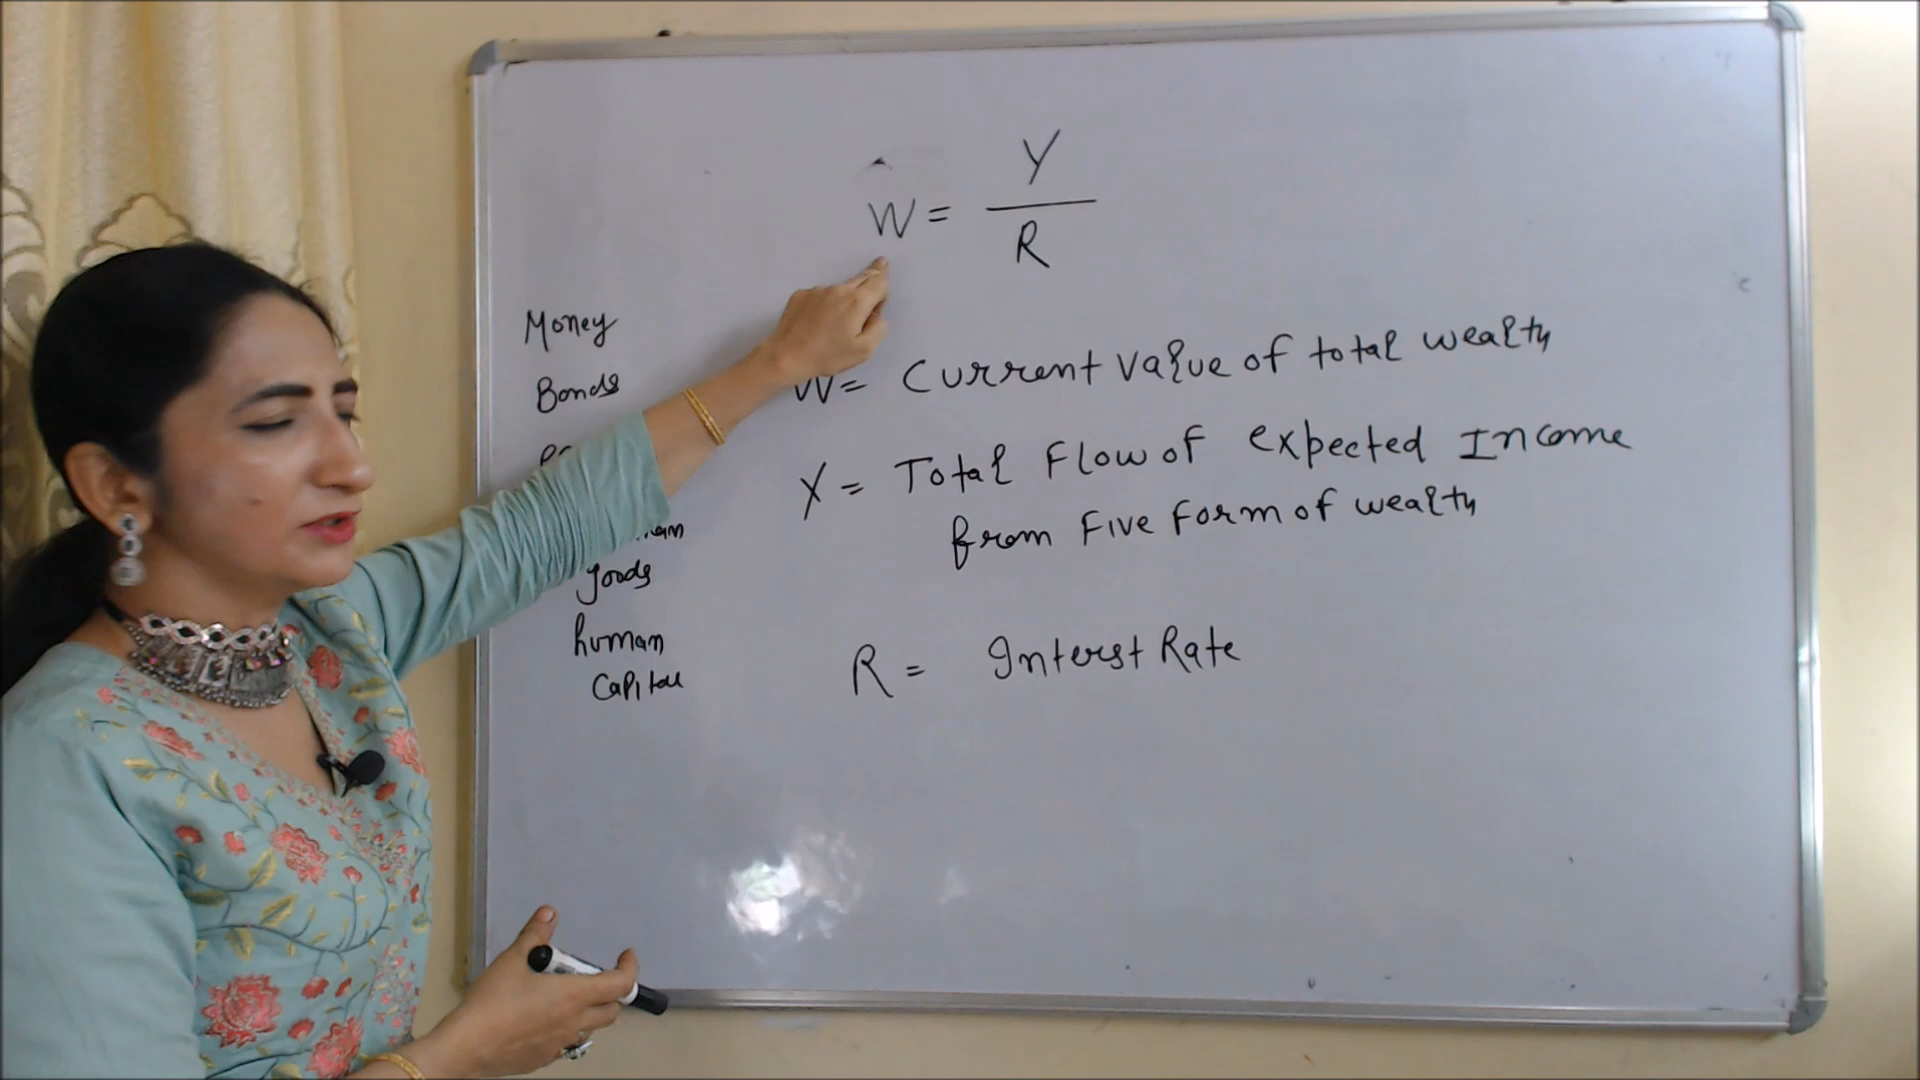 W = Y
R
Money
Bonds
goods
human
Capital
W = Current Value of total wealth
Y = Total Flow of expected Income
from Five Form of wealth
R = Interst Rate